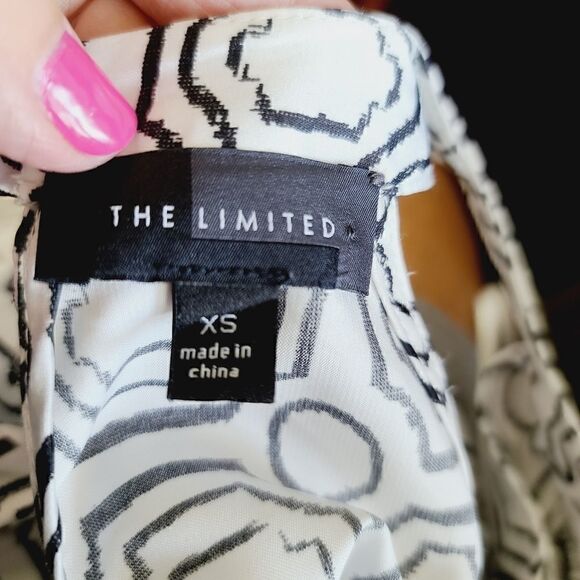 THE LIMITED
XS
made in
china